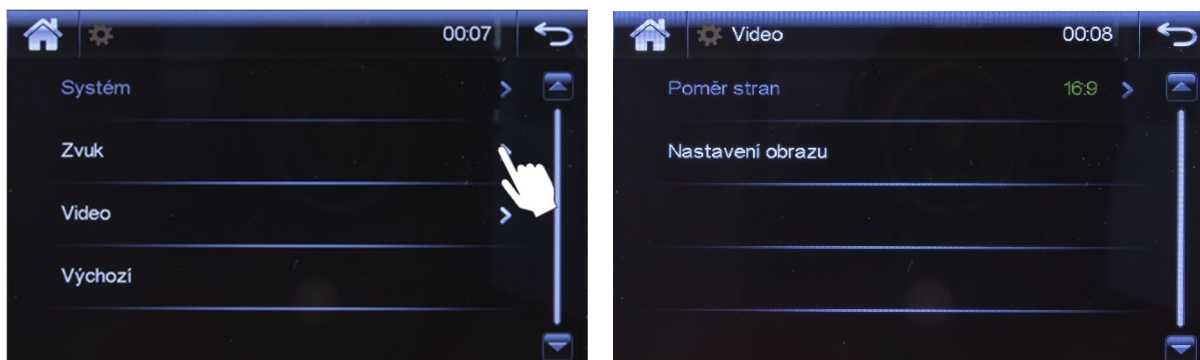 00:07
Systém
Zvuk
Video
Výchozí
Video 00:08
Poměr stran 16:9
Nastavení obrazu